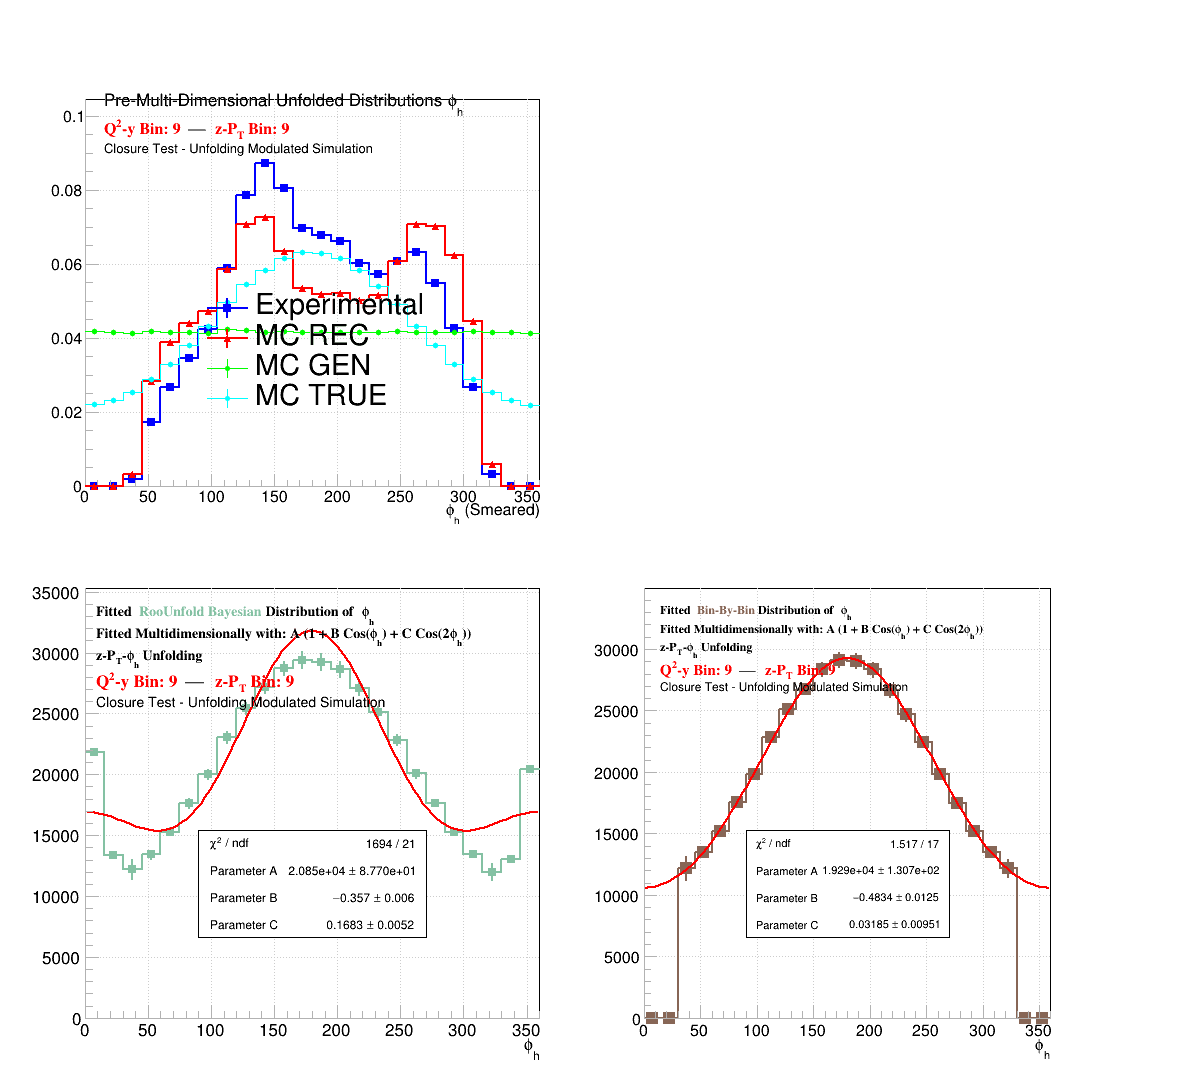 Pre-Multi-Dimensional Unfolded Distributions ϕh
Q2-y Bin: 9 — z-PT Bin: 9
Closure Test - Unfolding Modulated Simulation
0.1
0.08
0.06
0.04
0.02
0
Experimental
MC REC
MC GEN
MC TRUE
0 50 100 150 200 250 300 350
ϕh (Smeared)
Fitted RooUnfold Bayesian Distribution of ϕh
Fitted Multidimensionally with: A (1 + B Cos(ϕh) + C Cos(2ϕh))
z-PT-ϕh Unfolding
Q2-y Bin: 9 — z-PT Bin: 9
Closure Test - Unfolding Modulated Simulation
35000
30000
25000
20000
15000
10000
5000
0
χ2 / ndf 1694 / 21
Parameter A 2.085e+04 ± 8.770e+01
Parameter B −0.357 ± 0.006
Parameter C 0.1683 ± 0.0052
0 50 100 150 200 250 300 350
ϕh
Fitted Bin-By-Bin Distribution of ϕh
Fitted Multidimensionally with: A (1 + B Cos(ϕh) + C Cos(2ϕh))
z-PT-ϕh Unfolding
Q2-y Bin: 9 — z-PT Bin: 9
Closure Test - Unfolding Modulated Simulation
30000
25000
20000
15000
10000
5000
0
χ2 / ndf 1.517 / 17
Parameter A 1.929e+04 ± 1.307e+02
Parameter B −0.4834 ± 0.0125
Parameter C 0.03185 ± 0.00951
0 50 100 150 200 250 300 350
ϕh